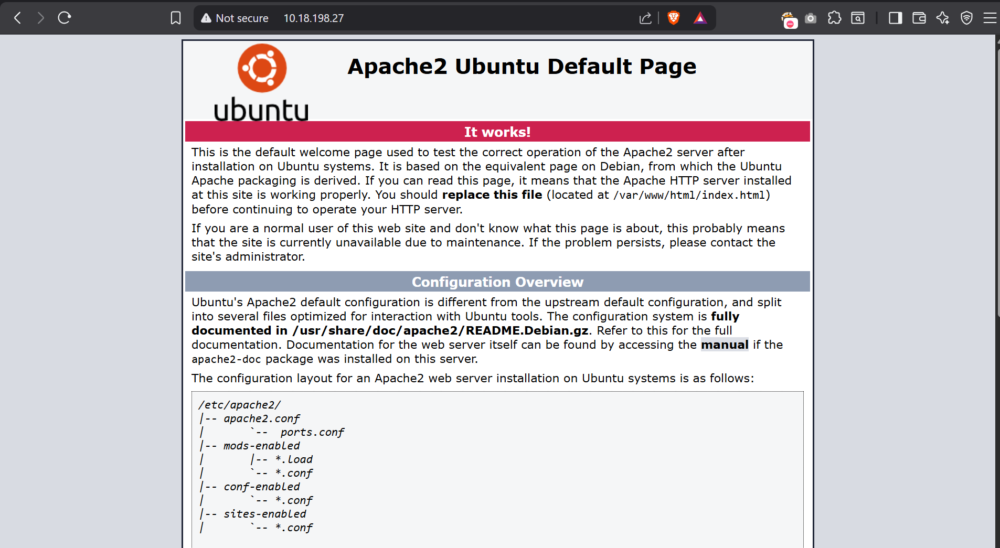 Not secure 10.18.198.27
ubuntu
Apache2 Ubuntu Default Page
It works!
This is the default welcome page used to test the correct operation of the Apache2 server after
installation on Ubuntu systems. It is based on the equivalent page on Debian, from which the Ubuntu
Apache packaging is derived. If you can read this page, it means that the Apache HTTP server installed
at this site is working properly. You should replace this file (located at /var/www/html/index.html)
before continuing to operate your HTTP server.
If you are a normal user of this web site and don't know what this page is about, this probably means
that the site is currently unavailable due to maintenance. If the problem persists, please contact the
site's administrator.
Configuration Overview
Ubuntu's Apache2 default configuration is different from the upstream default configuration, and split
into several files optimized for interaction with Ubuntu tools. The configuration system is fully
documented in /usr/share/doc/apache2/README.Debian.gz. Refer to this for the full
documentation. Documentation for the web server itself can be found by accessing the manual if the
apache2-doc package was installed on this server.
The configuration layout for an Apache2 web server installation on Ubuntu systems is as follows:
/etc/apache2/
|-- apache2.conf
|       `--  ports.conf
|-- mods-enabled
|       |-- *.load
|       `-- *.conf
|-- conf-enabled
|       `-- *.conf
|-- sites-enabled
|       `-- *.conf